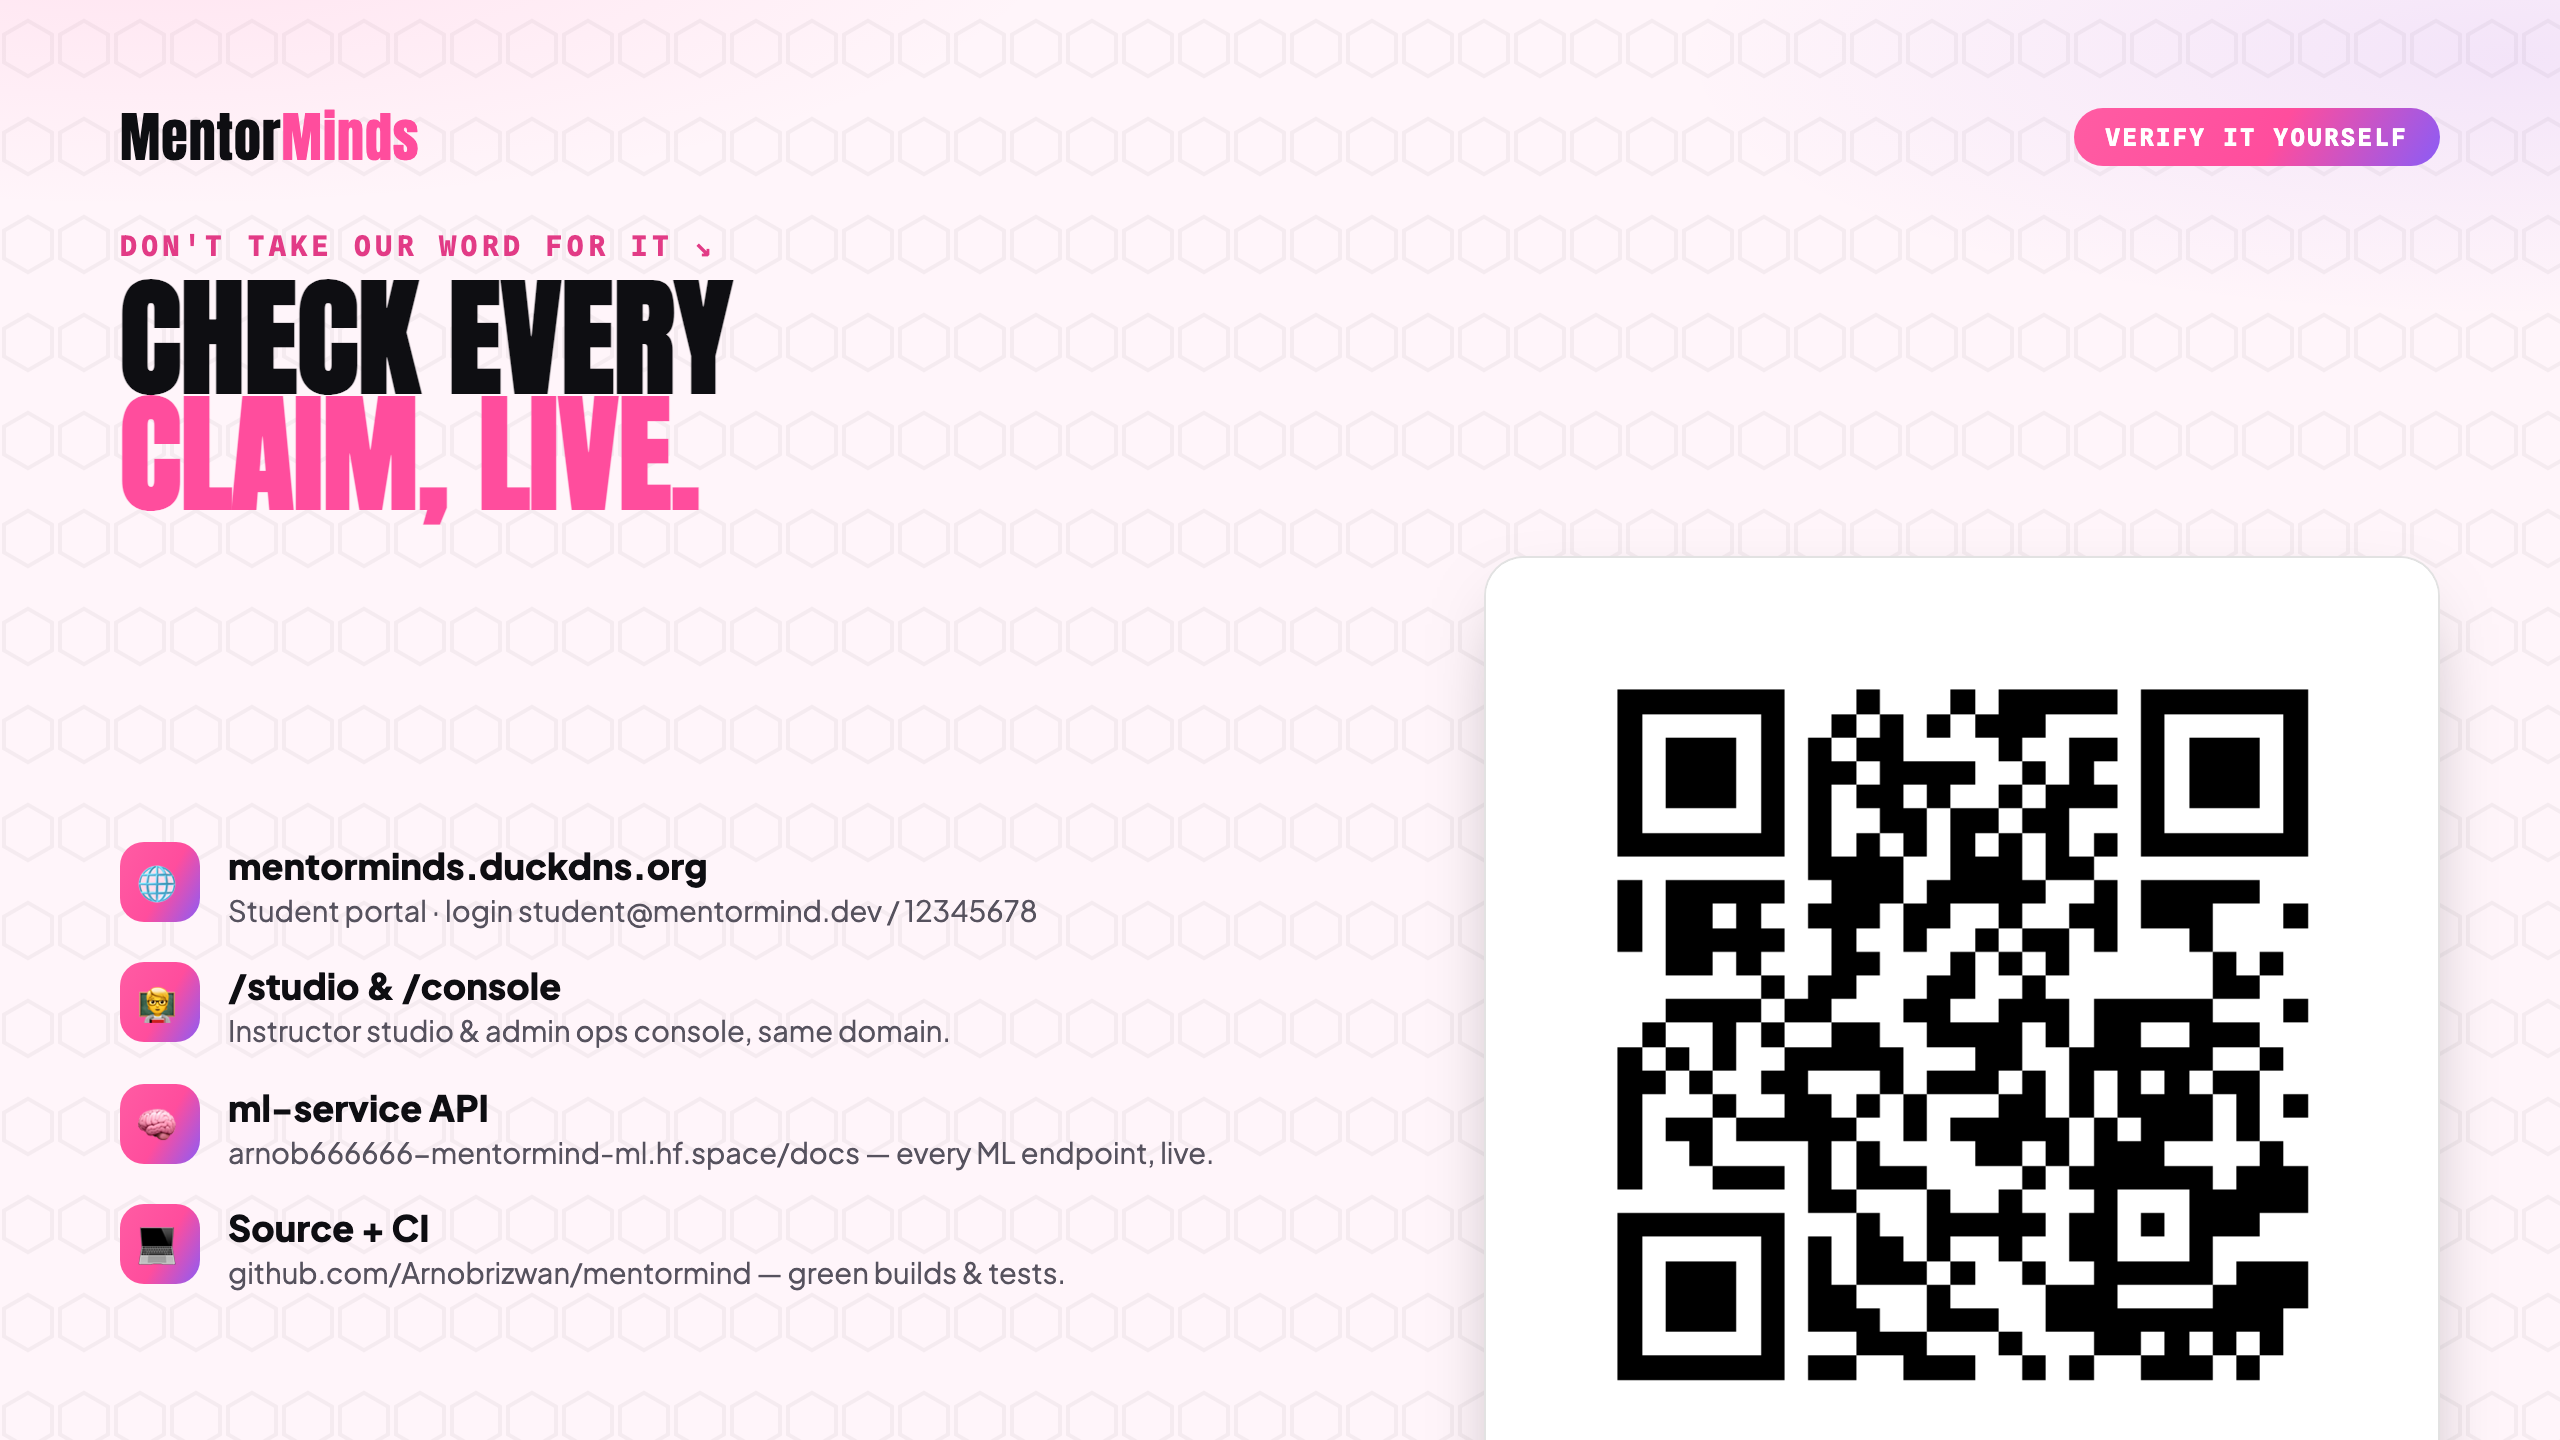 MentorMinds
VERIFY IT YOURSELF
DON'T TAKE OUR WORD FOR IT ↘
CHECK EVERY
CLAIM, LIVE.
mentorminds.duckdns.org
Student portal · login student@mentormind.dev / 12345678
/studio & /console
Instructor studio & admin ops console, same domain.
ml-service API
arnob666666-mentormind-ml.hf.space/docs — every ML endpoint, live.
Source + CI
github.com/Arnobrizwan/mentormind — green builds & tests.